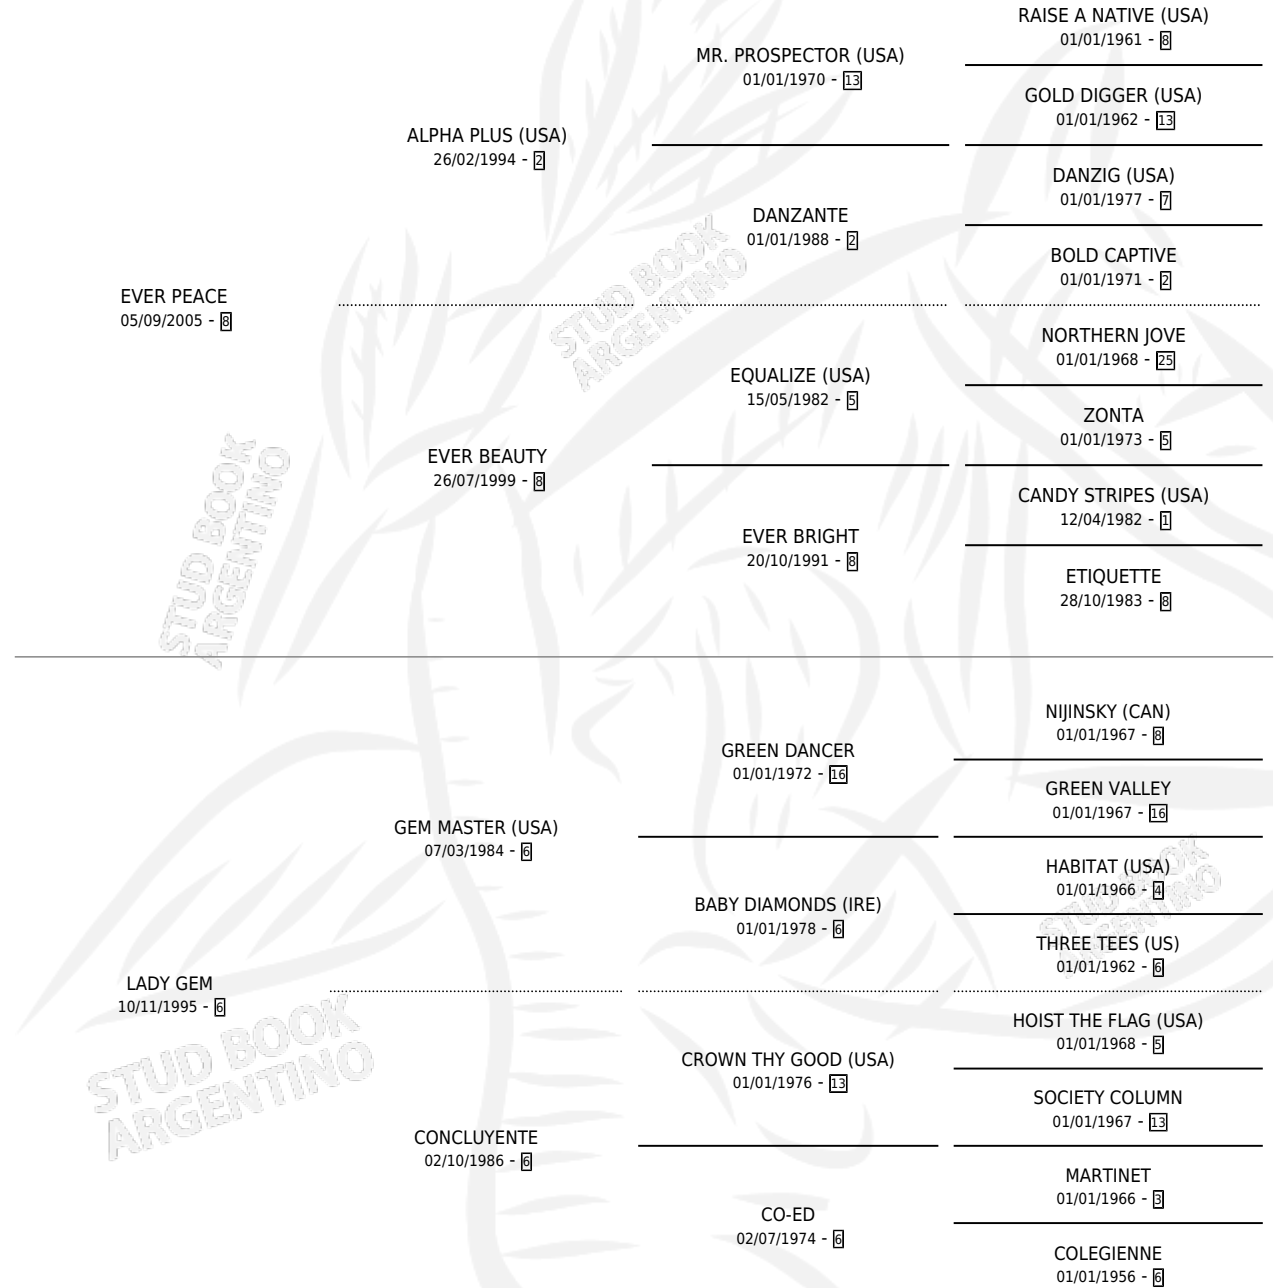 RAISE A NATIVE (USA)
01/01/1961 - 8
MR. PROSPECTOR (USA)
01/01/1970 - 13
GOLD DIGGER (USA)
01/01/1962 - 13
ALPHA PLUS (USA)
26/02/1994 - 2
DANZIG (USA)
01/01/1977 - 7
DANZANTE
01/01/1988 - 2
BOLD CAPTIVE
01/01/1971 - 2
EVER PEACE
05/09/2005 - 8
NORTHERN JOVE
01/01/1968 - 25
EQUALIZE (USA)
15/05/1982 - 5
ZONTA
01/01/1973 - 5
EVER BEAUTY
26/07/1999 - 8
CANDY STRIPES (USA)
12/04/1982 - 1
EVER BRIGHT
20/10/1991 - 8
ETIQUETTE
28/10/1983 - 8
STUD BOOK
ARGENTINO
STUD BOOK
ARGENTINO
NIJINSKY (CAN)
01/01/1967 - 8
GREEN DANCER
01/01/1972 - 16
GREEN VALLEY
01/01/1967 - 16
GEM MASTER (USA)
07/03/1984 - 6
HABITAT (USA)
01/01/1966 - 4
BABY DIAMONDS (IRE)
01/01/1978 - 6
THREE TEES (US)
01/01/1962 - 6
STUD BOOK
ARGENTINO
LADY GEM
10/11/1995 - 6
HOIST THE FLAG (USA)
01/01/1968 - 5
CROWN THY GOOD (USA)
01/01/1976 - 13
SOCIETY COLUMN
01/01/1967 - 13
STUD BOOK
ARGENTINO
CONCLUYENTE
02/10/1986 - 6
MARTINET
01/01/1966 - 3
CO-ED
02/07/1974 - 6
COLEGIENNE
01/01/1956 - 6